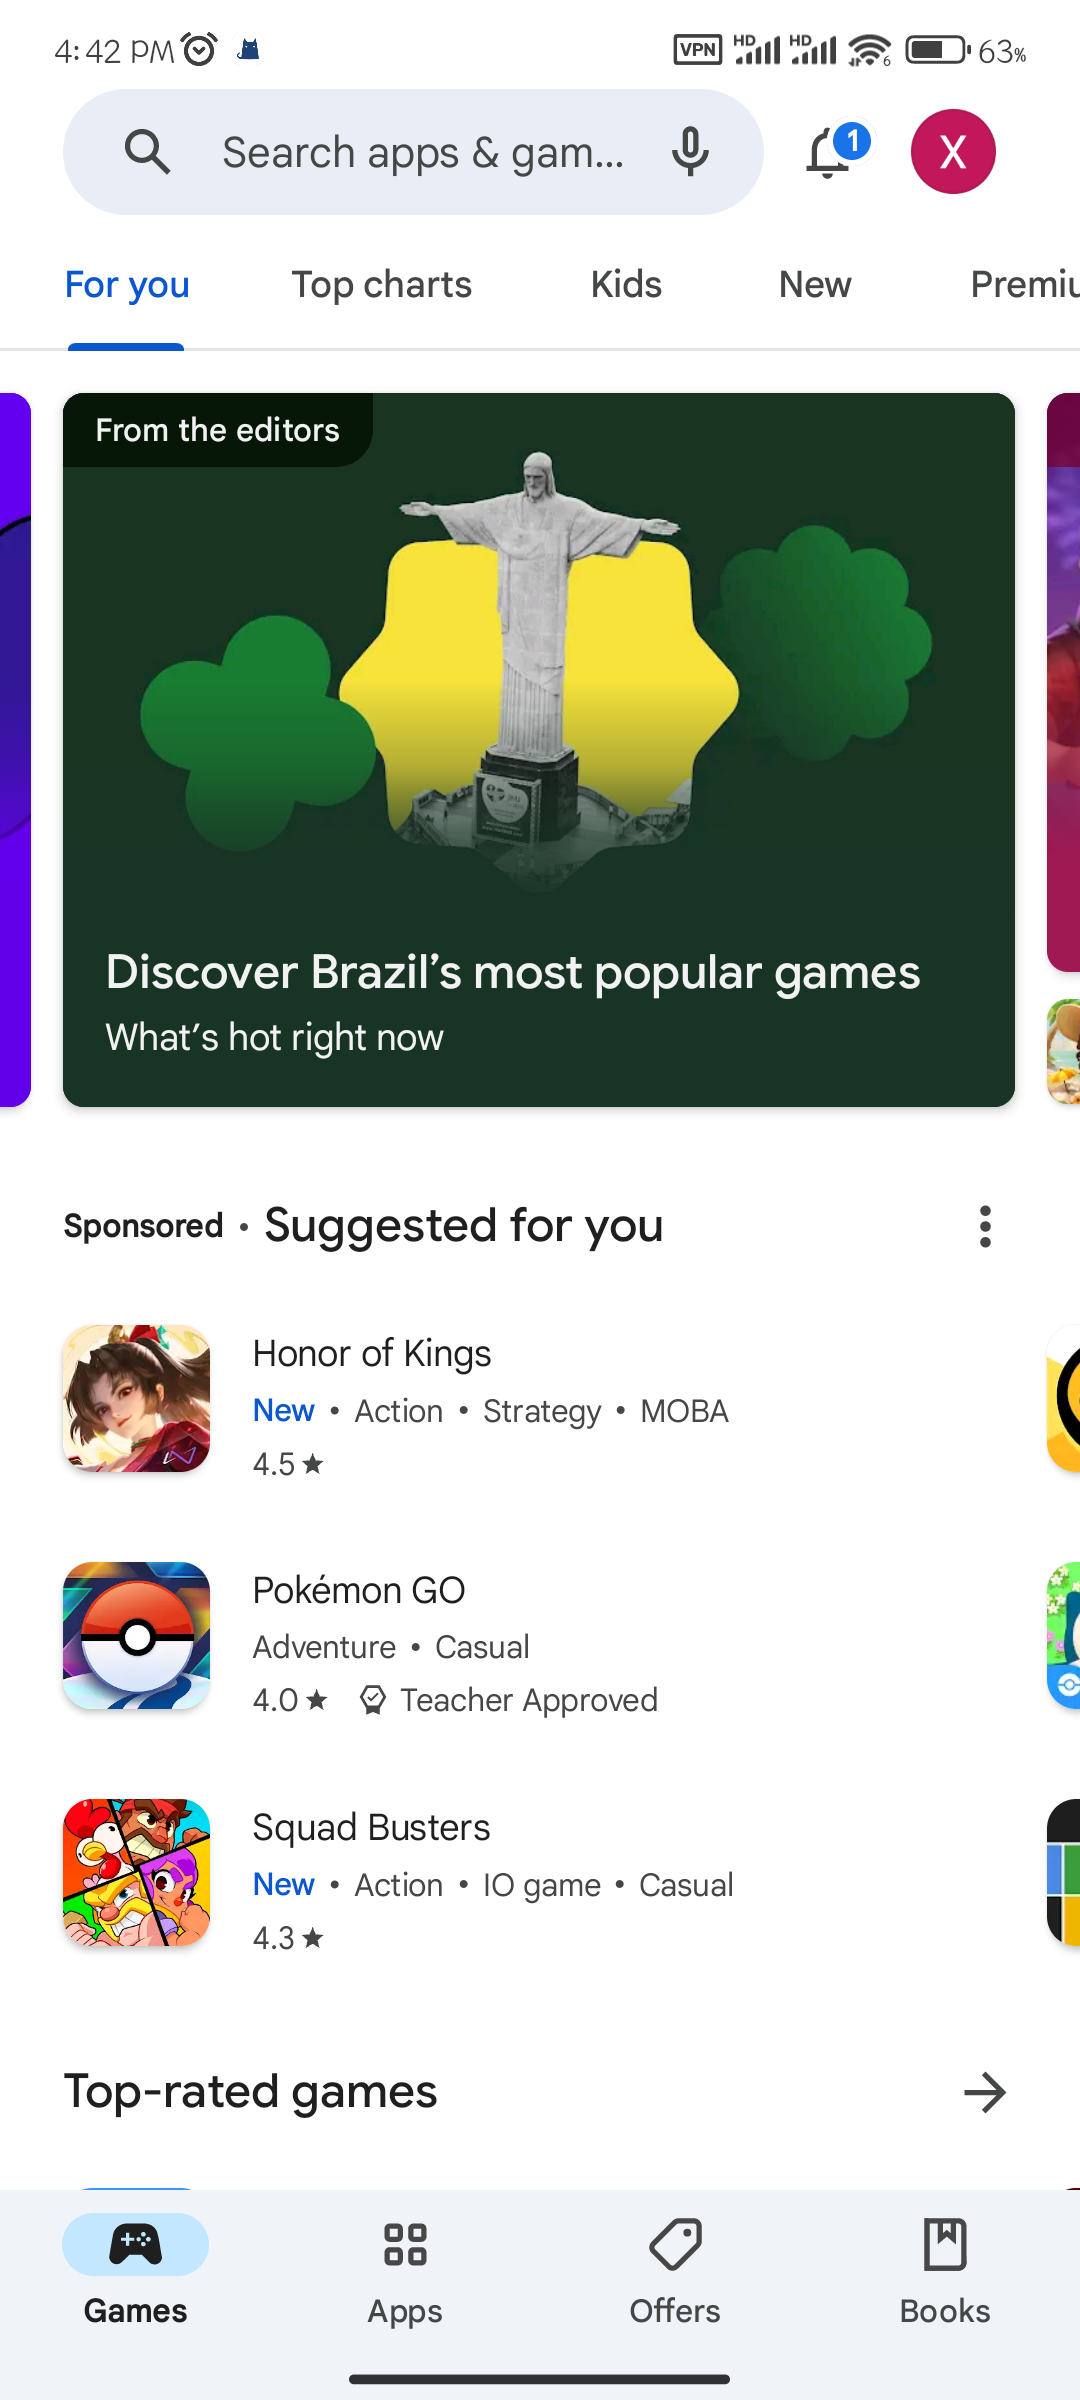 4:42 PM VPN HD HD 6 63%
Search apps & gam... 1 X
For you Top charts Kids New Premiu
From the editors
Discover Brazil's most popular games
What's hot right now
Sponsored • Suggested for you
Honor of Kings
New • Action • Strategy • MOBA
4.5 ★
Pokémon GO
Adventure • Casual
4.0 ★ Teacher Approved
Squad Busters
New • Action • IO game • Casual
4.3 ★
Top-rated games
Games Apps Offers Books